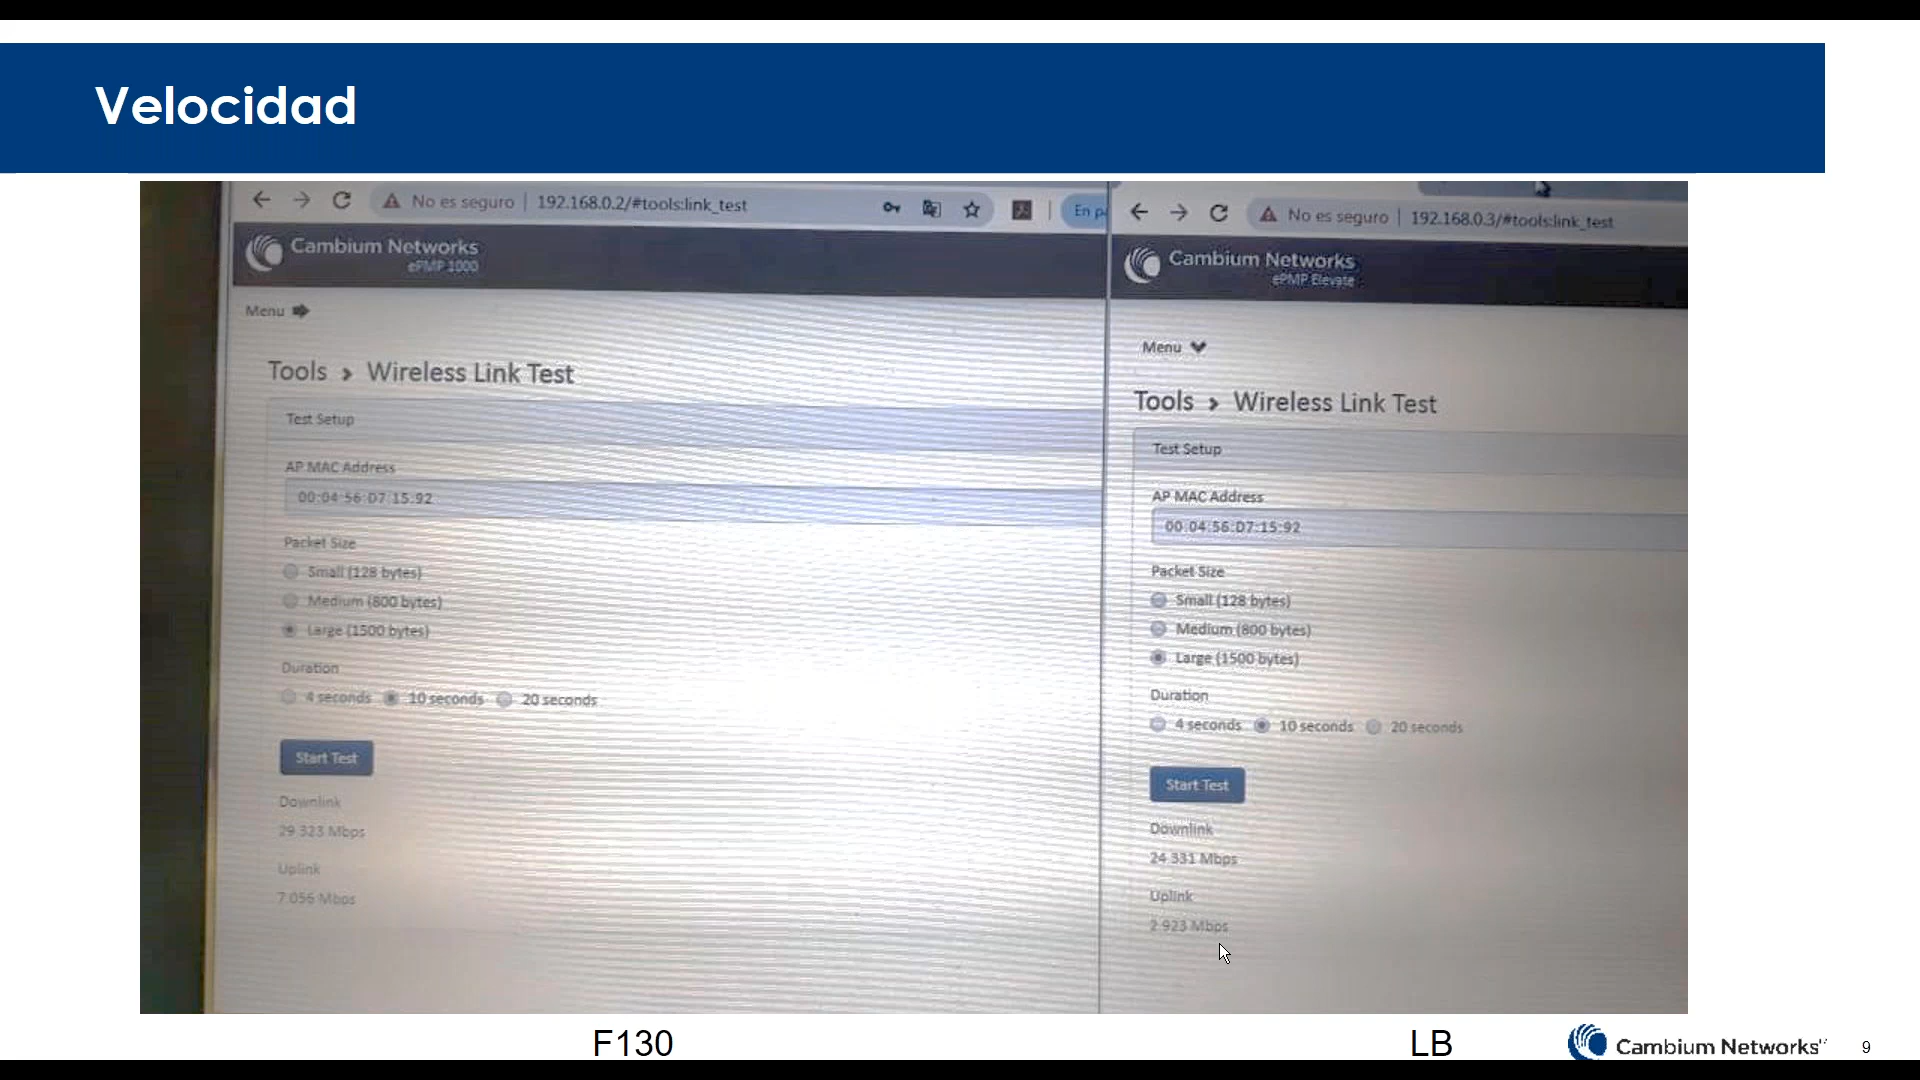 Velocidad
No es seguro | 192.168.0.2/#tools:link_test
En p
Cambium Networks
ePMP 1000
Menu
Tools > Wireless Link Test
Test Setup
AP MAC Address
00:04:56:D7:15:92
Packet Size
Small (128 bytes)
Medium (800 bytes)
Large (1500 bytes)
Duration
4 seconds 10 seconds 20 seconds
Start Test
Downlink
29.323 Mbps
Uplink
7.056 Mbps
No es seguro | 192.168.0.3/#tools:link_test
Cambium Networks
ePMP Elevate
Menu
Tools > Wireless Link Test
Test Setup
AP MAC Address
00:04:56:D7:15:92
Packet Size
Small (128 bytes)
Medium (800 bytes)
Large (1500 bytes)
Duration
4 seconds 10 seconds 20 seconds
Start Test
Downlink
24.331 Mbps
Uplink
2.923 Mbps
F130
LB
Cambium Networks
9